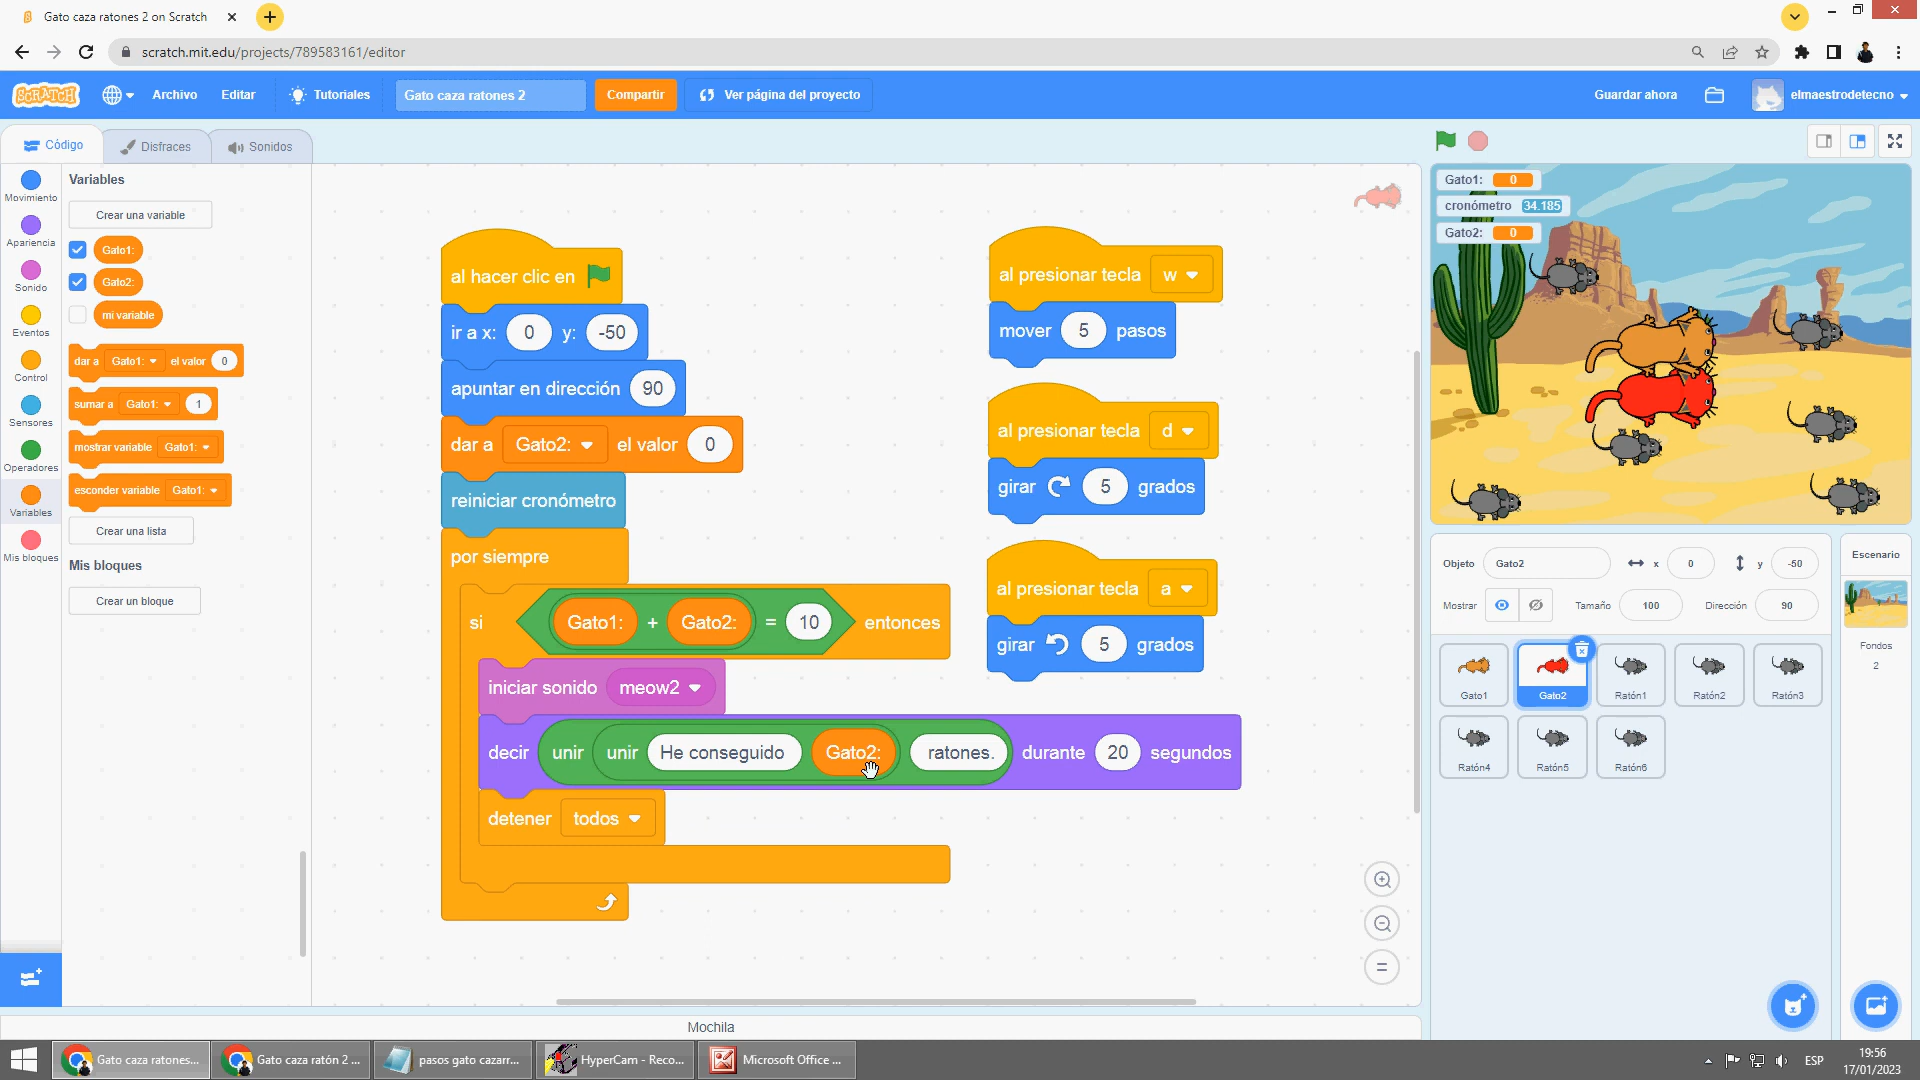 Gato caza ratones 2 on Scratch
scratch.mit.edu/projects/789583161/editor
SCRATCH
Archivo
Editar
Tutoriales
Gato caza ratones 2
Compartir
Ver página del proyecto
Guardar ahora
elmaestrodetecno
Código
Disfraces
Sonidos
Movimiento
Apariencia
Sonido
Eventos
Control
Sensores
Operadores
Variables
Mis bloques
Variables
Crear una variable
Gato1:
Gato2:
mi variable
dar a Gato1: el valor 0
sumar a Gato1: 1
mostrar variable Gato1:
esconder variable Gato1:
Crear una lista
Mis bloques
Crear un bloque
al hacer clic en
ir a x: 0 y: -50
apuntar en dirección 90
dar a Gato2: el valor 0
reiniciar cronómetro
por siempre
si Gato1: + Gato2: = 10 entonces
iniciar sonido meow2
decir unir unir He conseguido Gato2: ratones. durante 20 segundos
detener todos
al presionar tecla w
mover 5 pasos
al presionar tecla d
girar 5 grados
al presionar tecla a
girar 5 grados
Mochila
Gato1: 0
cronómetro 34.185
Gato2: 0
Objeto Gato2 x 0 y -50
Mostrar Tamaño 100 Dirección 90
Gato1
Gato2
Ratón1
Ratón2
Ratón3
Ratón4
Ratón5
Ratón6
Escenario
Fondos
2
Gato caza ratones...
Gato caza ratón 2 ...
pasos gato cazarr...
HyperCam - Reco...
Microsoft Office ...
ESP
19:56
17/01/2023